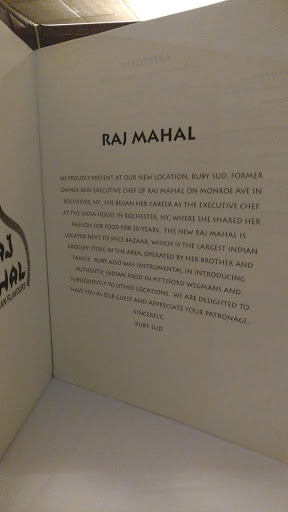 RAJ MAHAL
WE PROUDLY PRESENT AT OUR NEW LOCATION, RUBY SUD, FORMER
OWNER AND EXECUTIVE CHEF OF RAJ MAHAL ON MONROE AVE IN
ROCHESTER, NY. SHE BEGAN HER CAREER AS THE EXECUTIVE CHEF
AT THE INDIA HOUSE IN ROCHESTER, NY, WHERE SHE SHARED HER
PASSION FOR FOOD FOR 20 YEARS. THE NEW RAJ MAHAL IS
LOCATED NEXT TO SPICE BAZAAR, WHICH IS THE LARGEST INDIAN
GROCERY STORE IN THE AREA, OPERATED BY HER BROTHER AND
FAMILY. RUBY ALSO WAS INSTRUMENTAL IN INTRODUCING
AUTHENTIC INDIAN FOOD IN PITTSFORD WEGMANS AND
SUBSEQUENTLY TO OTHER LOCATIONS. WE ARE DELIGHTED TO
HAVE YOU AS OUR GUEST AND APPRECIATE YOUR PATRONAGE.
SINCERELY,
RUBY SUD